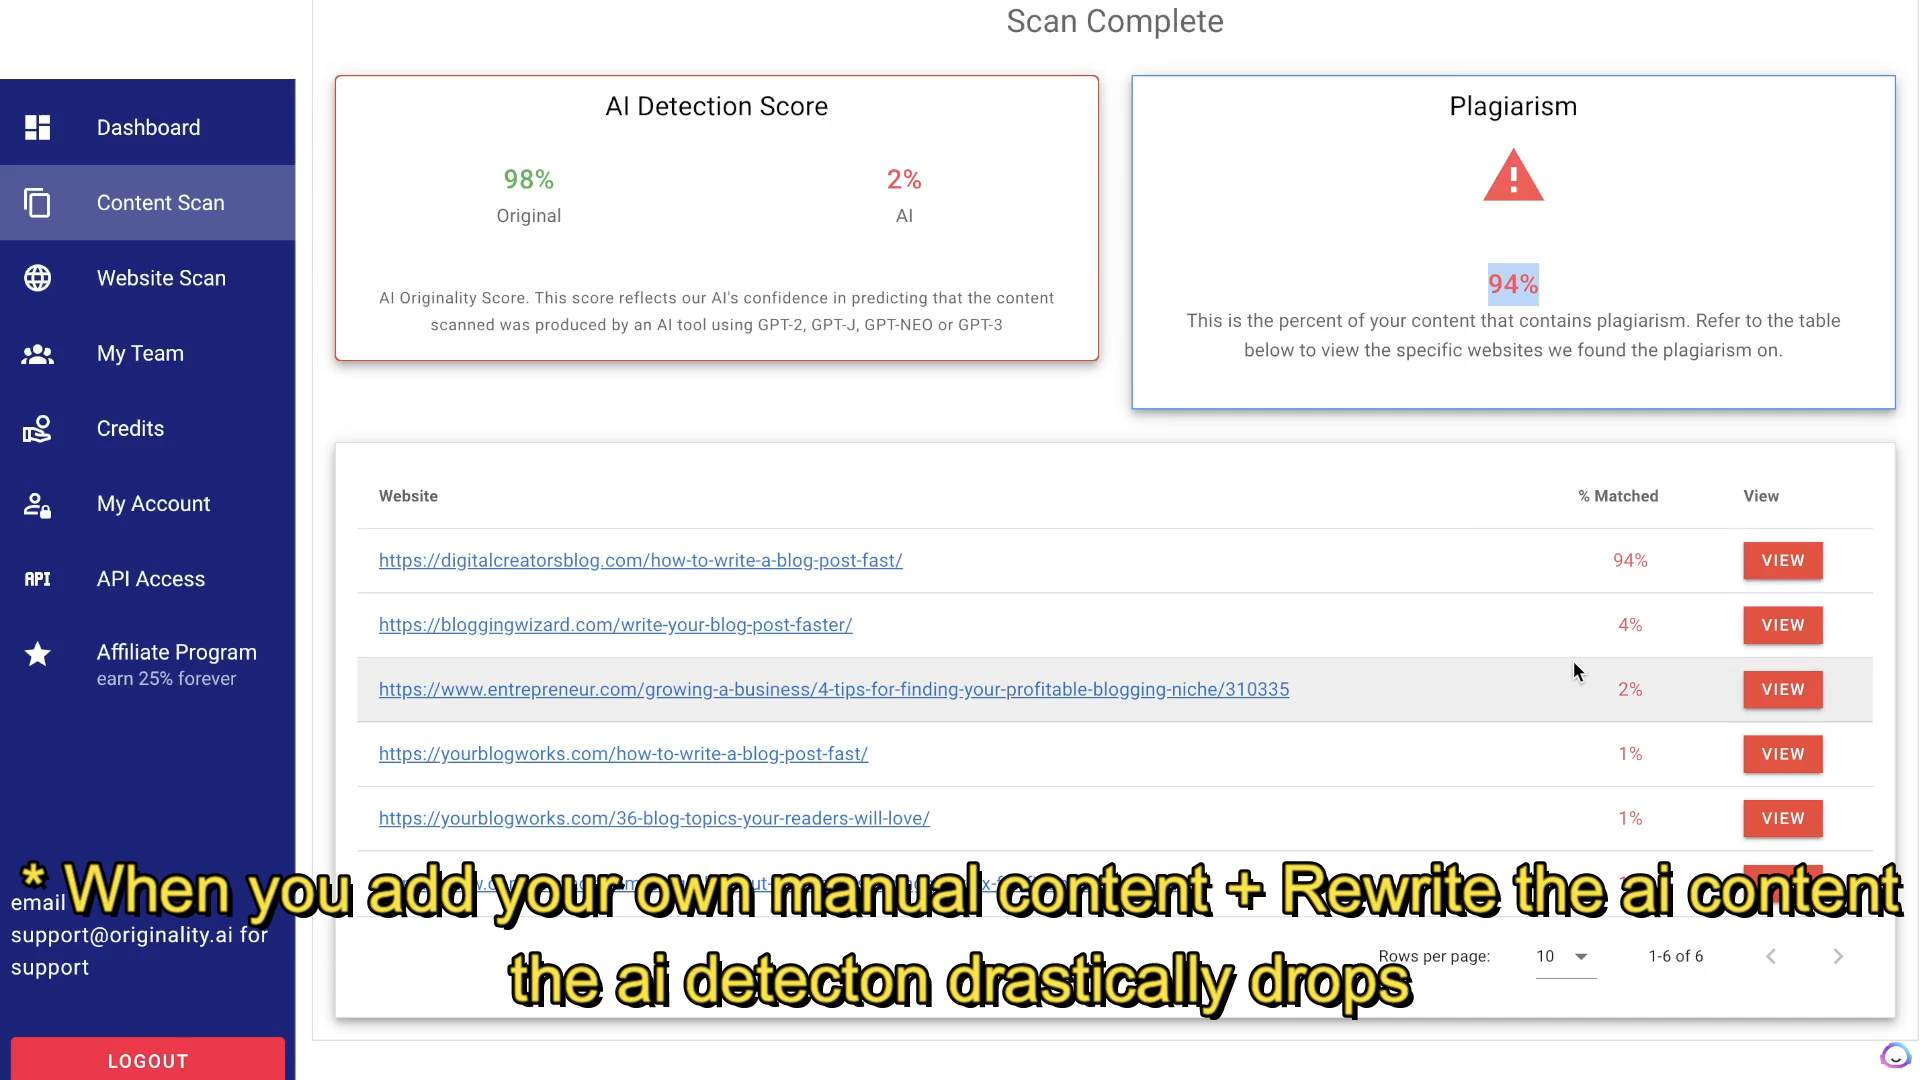 Scan Complete
Dashboard
Content Scan
Website Scan
My Team
Credits
My Account
API API Access
Affiliate Program
earn 25% forever
email
support@originality.ai for
support
LOGOUT
AI Detection Score
98%
Original
2%
AI
AI Originality Score. This score reflects our AI's confidence in predicting that the content
scanned was produced by an AI tool using GPT-2, GPT-J, GPT-NEO or GPT-3
Plagiarism
94%
This is the percent of your content that contains plagiarism. Refer to the table
below to view the specific websites we found the plagiarism on.
Website % Matched View
https://digitalcreatorsblog.com/how-to-write-a-blog-post-fast/ 94% VIEW
https://bloggingwizard.com/write-your-blog-post-faster/ 4% VIEW
https://www.entrepreneur.com/growing-a-business/4-tips-for-finding-your-profitable-blogging-niche/310335 2% VIEW
https://yourblogworks.com/how-to-write-a-blog-post-fast/ 1% VIEW
https://yourblogworks.com/36-blog-topics-your-readers-will-love/ 1% VIEW
* When you add your own manual content + Rewrite the ai content
the ai detecton drastically drops
Rows per page: 10 1-6 of 6